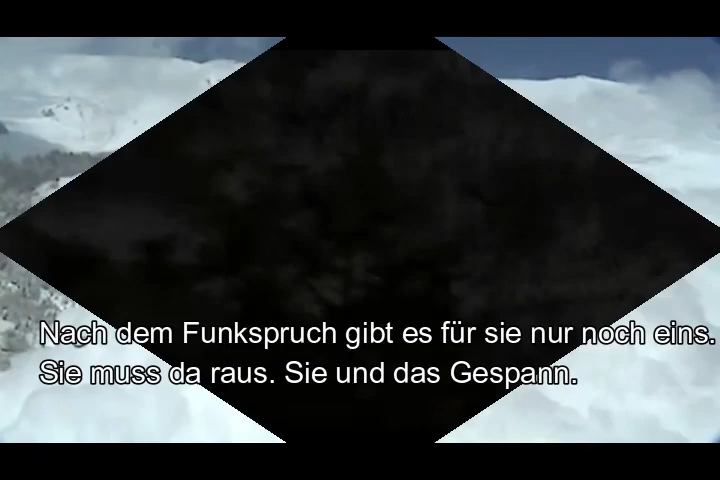 Nach dem Funkspruch gibt es für sie nur noch eins.
Sie muss da raus. Sie und das Gespann.